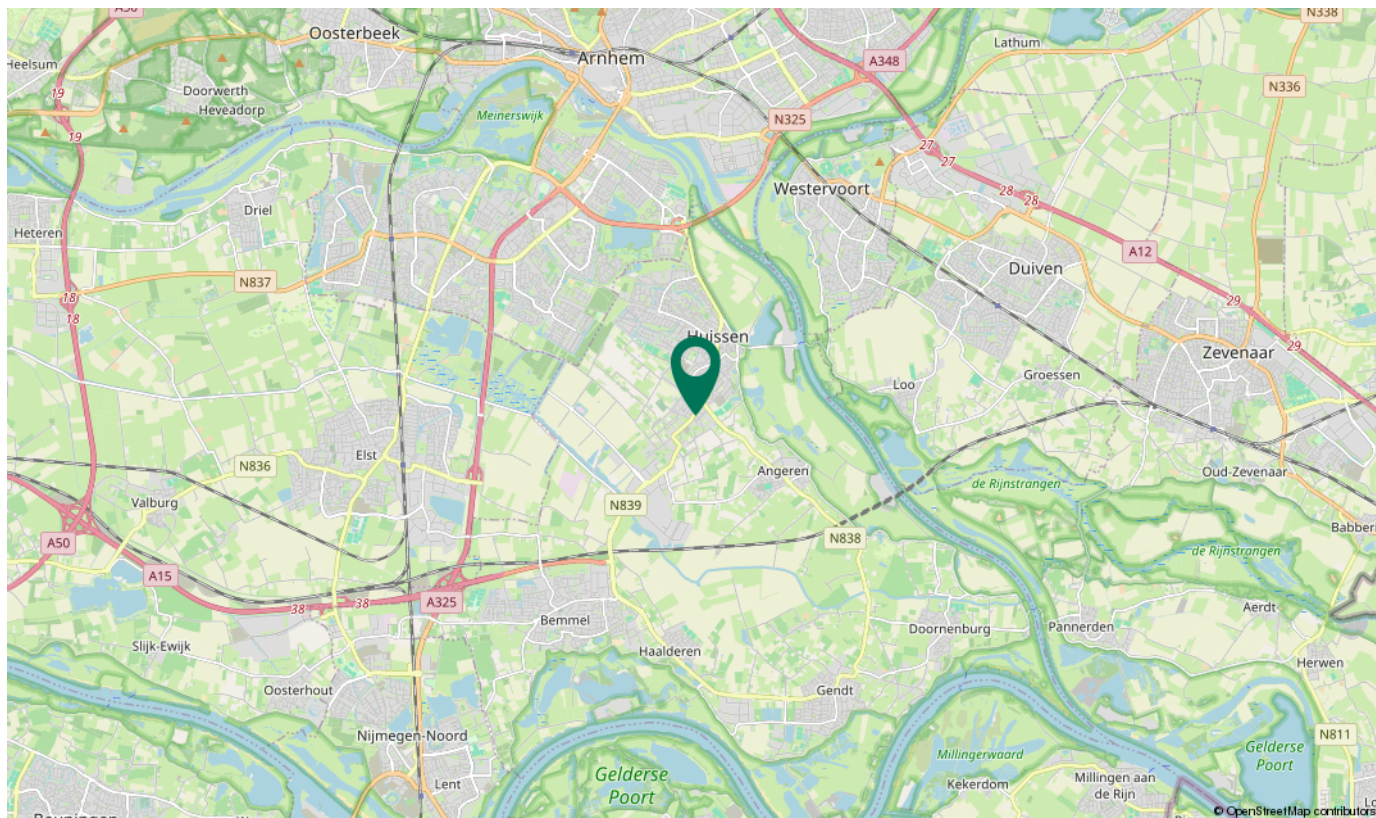 A50
N338
Oosterbeek
Lathum
Arnhem
A348
Heelsum
N336
Doorwerth
19
Heveadorp
Meinerswijk
N325
19
27
27
Westervoort
28
28
Driel
Heteren
A12
Duiven
N837
18
29
18
Huissen
29
Zevenaar
Groessen
Loo
Elst
N836
Angeren
Oud-Zevenaar
de Rijnstrangen
Valburg
N839
Babberi
A50
N838
de Rijnstrangen
A15
A325
38
38
Aerdt
Bemmel
Doornenburg
Pannerden
Slijk-Ewijk
Haalderen
Herwen
Oosterhout
Gendt
Nijmegen-Noord
N811
Gelderse
Poort
Millingerwaard
Gelderse
Poort
Lent
Kekerdom
Millingen aan
de Rijn
Lo
© OpenStreetMap contributors